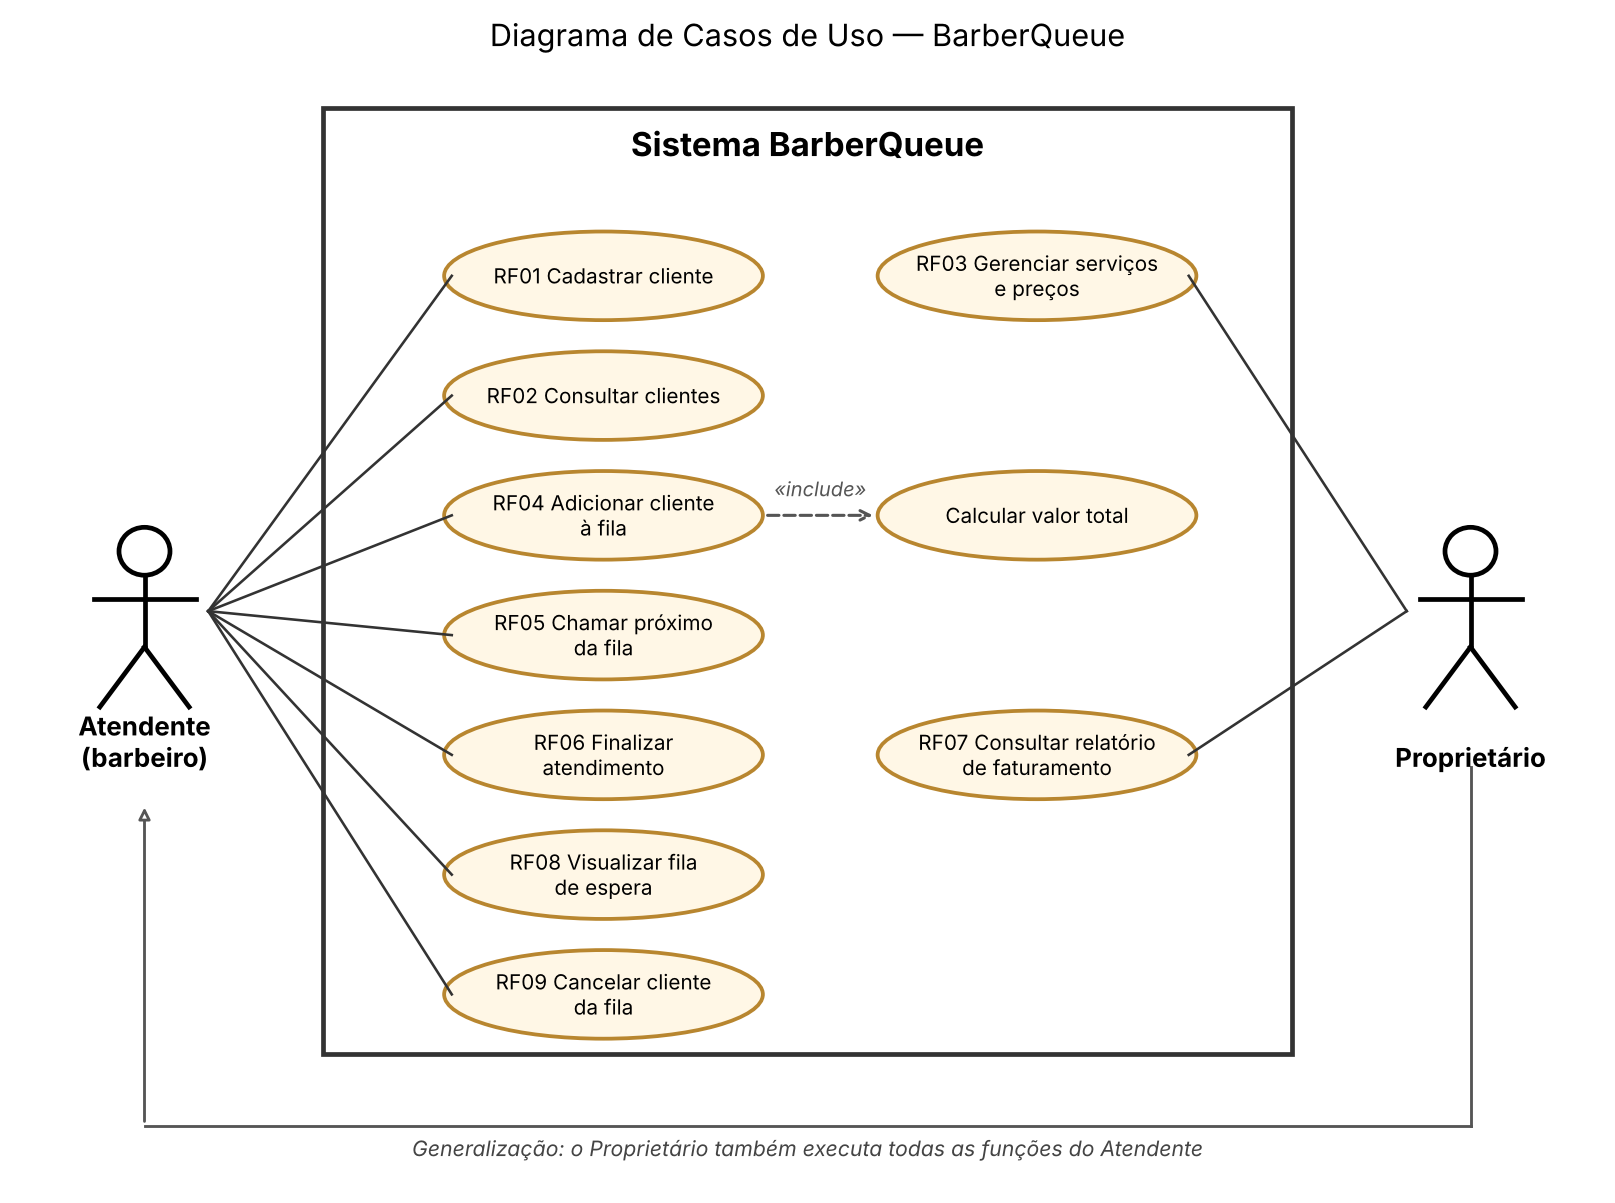 Diagrama de Casos de Uso — BarberQueue
Sistema BarberQueue
RF01 Cadastrar cliente
RF03 Gerenciar serviços
e preços
RF02 Consultar clientes
RF04 Adicionar cliente
à fila
«include»
Calcular valor total
RF05 Chamar próximo
da fila
Atendente
(barbeiro)
RF06 Finalizar
atendimento
RF07 Consultar relatório
de faturamento
Proprietário
RF08 Visualizar fila
de espera
RF09 Cancelar cliente
da fila
Generalização: o Proprietário também executa todas as funções do Atendente